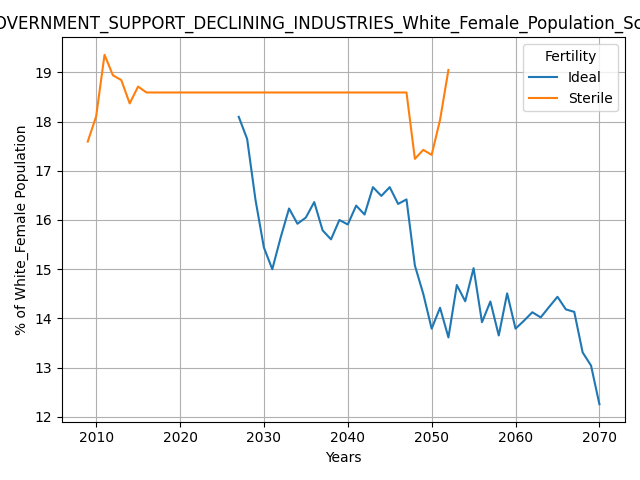 OVERNMENT_SUPPORT_DECLINING_INDUSTRIES_White_Female_Population_Sc
Fertility
Ideal
Sterile
% of White_Female Population
19
18
17
16
15
14
13
12
2010 2020 2030 2040 2050 2060 2070
Years